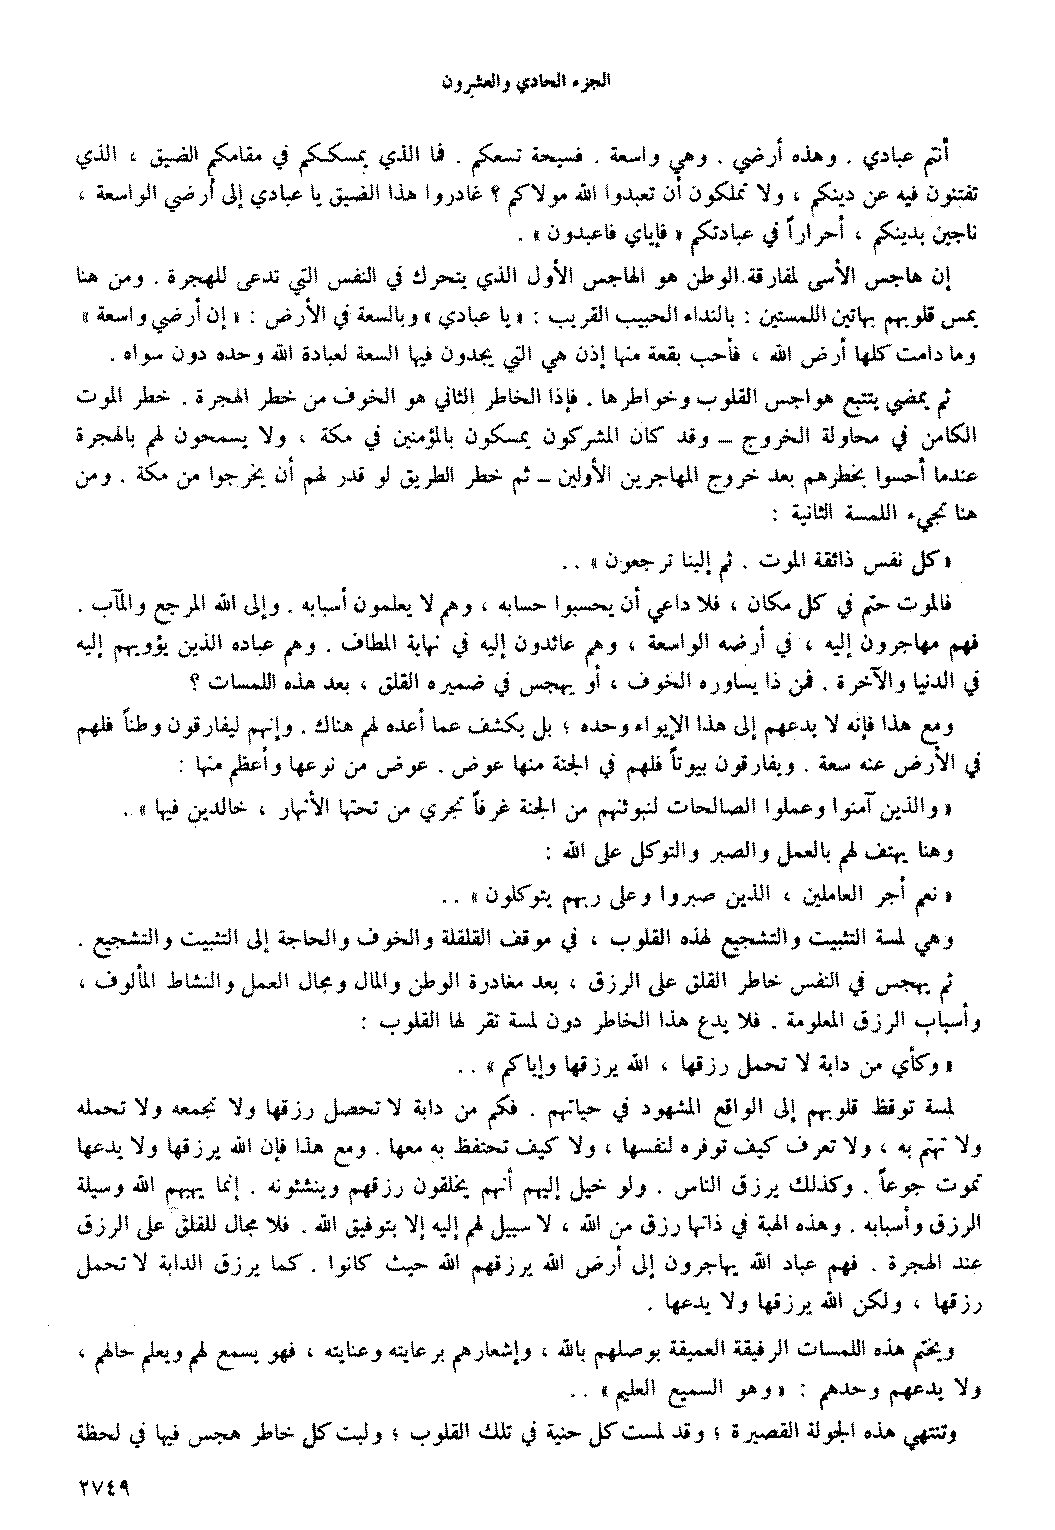 الجزء الحادي والعشرون
أنتم عبادي . وهذه أرضي . وهي واسعة . فسيحة تسعكم . فما الذي يمسككم في مقامكم الضيق ، الذي
تفتنون فيه عن دينكم ، ولا تملكون أن تعبدوا الله مولاكم ؟ غادروا هذا الضيق يا عبادي إلى أرضي الواسعة ،
ناجين بدينكم ، أحراراً في عبادتكم « فإياي فاعبدون » .
إن هاجس الأسى لمفارقة الوطن هو الهاجس الأول الذي يتحرك في النفس التي تدعى للهجرة . ومن هنا
يمس قلوبهم بهاتين اللمستين : بالنداء الحبيب القريب : « يا عبادي » وبالسعة في الأرض : « إن أرضي واسعة »
وما دامت كلها أرض الله ، فأحب بقعة منها إذن هي التي يجدون فيها السعة لعبادة الله وحده دون سواه .
ثم يمضي يتتبع هواجس القلوب وخواطرها . فإذا الخاطر الثاني هو الخوف من خطر الهجرة . خطر الموت
الكامن في محاولة الخروج – وقد كان المشركون يمسكون بالمؤمنين في مكة ، ولا يسمحون لهم بالهجرة
عندما أحسوا بخطرهم بعد خروج المهاجرين الأولين – ثم خطر الطريق لو قدر لهم أن يخرجوا من مكة . ومن
هنا تجيء اللمسة الثانية :
« كل نفس ذائقة الموت . ثم إلينا ترجعون » . .
فالموت حتم في كل مكان ، فلا داعي أن يحسبوا حسابه ، وهم لا يعلمون أسبابه . وإلى الله المرجع والمآب .
فهم مهاجرون إليه ، في أرضه الواسعة ، وهم عائدون إليه في نهاية المطاف . وهم عباده الذين يؤويهم إليه
في الدنيا والآخرة . فمن ذا يساوره الخوف ، أو يهجس في ضميره القلق ، بعد هذه اللمسات ؟
ومع هذا فإنه لا يدعهم إلى هذا الإيواء وحده ؛ بل يكشف عما أعده لهم هناك . وإنهم ليفارقون وطناً فلهم
في الأرض عنه سعة . ويفارقون بيوتاً فلهم في الجنة منها عوض . عوض من نوعها وأعظم منها :
« والذين آمنوا وعملوا الصالحات لنبوئنهم من الجنة غرفاً تجري من تحتها الأنهار ، خالدين فيها » .
وهنا يهتف لهم بالعمل والصبر والتوكل على الله :
« نعم أجر العاملين ، الذين صبروا وعلى ربهم يتوكلون » . .
وهي لمسة التثبيت والتشجيع لهذه القلوب ، في موقف القلقلة والخوف والحاجة إلى التثبيت والتشجيع .
ثم يهجس في النفس خاطر القلق على الرزق ، بعد مغادرة الوطن والمال ومجال العمل والنشاط المألوف ،
وأسباب الرزق المعلومة . فلا يدع هذا الخاطر دون لمسة تقر لها القلوب :
« وكأي من دابة لا تحمل رزقها ، الله يرزقها وإياكم » . .
لمسة توقظ قلوبهم إلى الواقع المشهود في حياتهم . فكم من دابة لا تحصل رزقها ولا تجمعه ولا تحمله
ولا تهتم به ، ولا تعرف كيف توفره لنفسها ، ولا كيف تحتفظ به معها . ومع هذا فإن الله يرزقها ولا يدعها
تموت جوعاً . وكذلك يرزق الناس . ولو خيل إليهم أنهم يخلقون رزقهم وينشئونه . إنما يهبهم الله وسيلة
الرزق وأسبابه . وهذه الهبة في ذاتها رزق من الله ، لا سبيل لهم إليه إلا بتوفيق الله . فلا مجال للقلق على الرزق
عند الهجرة . فهم عباد الله يهاجرون إلى أرض الله يرزقهم الله حيث كانوا . كما يرزق الدابة لا تحمل
رزقها ، ولكن الله يرزقها ولا يدعها .
ويختم هذه اللمسات الرفيقة العميقة بوصلهم بالله ، وإشعارهم برعايته وعنايته ، فهو يسمع لهم ويعلم حالهم ،
ولا يدعهم وحدهم : « وهو السميع العليم » . .
وتنتهي هذه الجولة القصيرة ؛ وقد لمست كل حنية في تلك القلوب ؛ ولبت كل خاطر هجس فيها في لحظة
٢٧٤٩